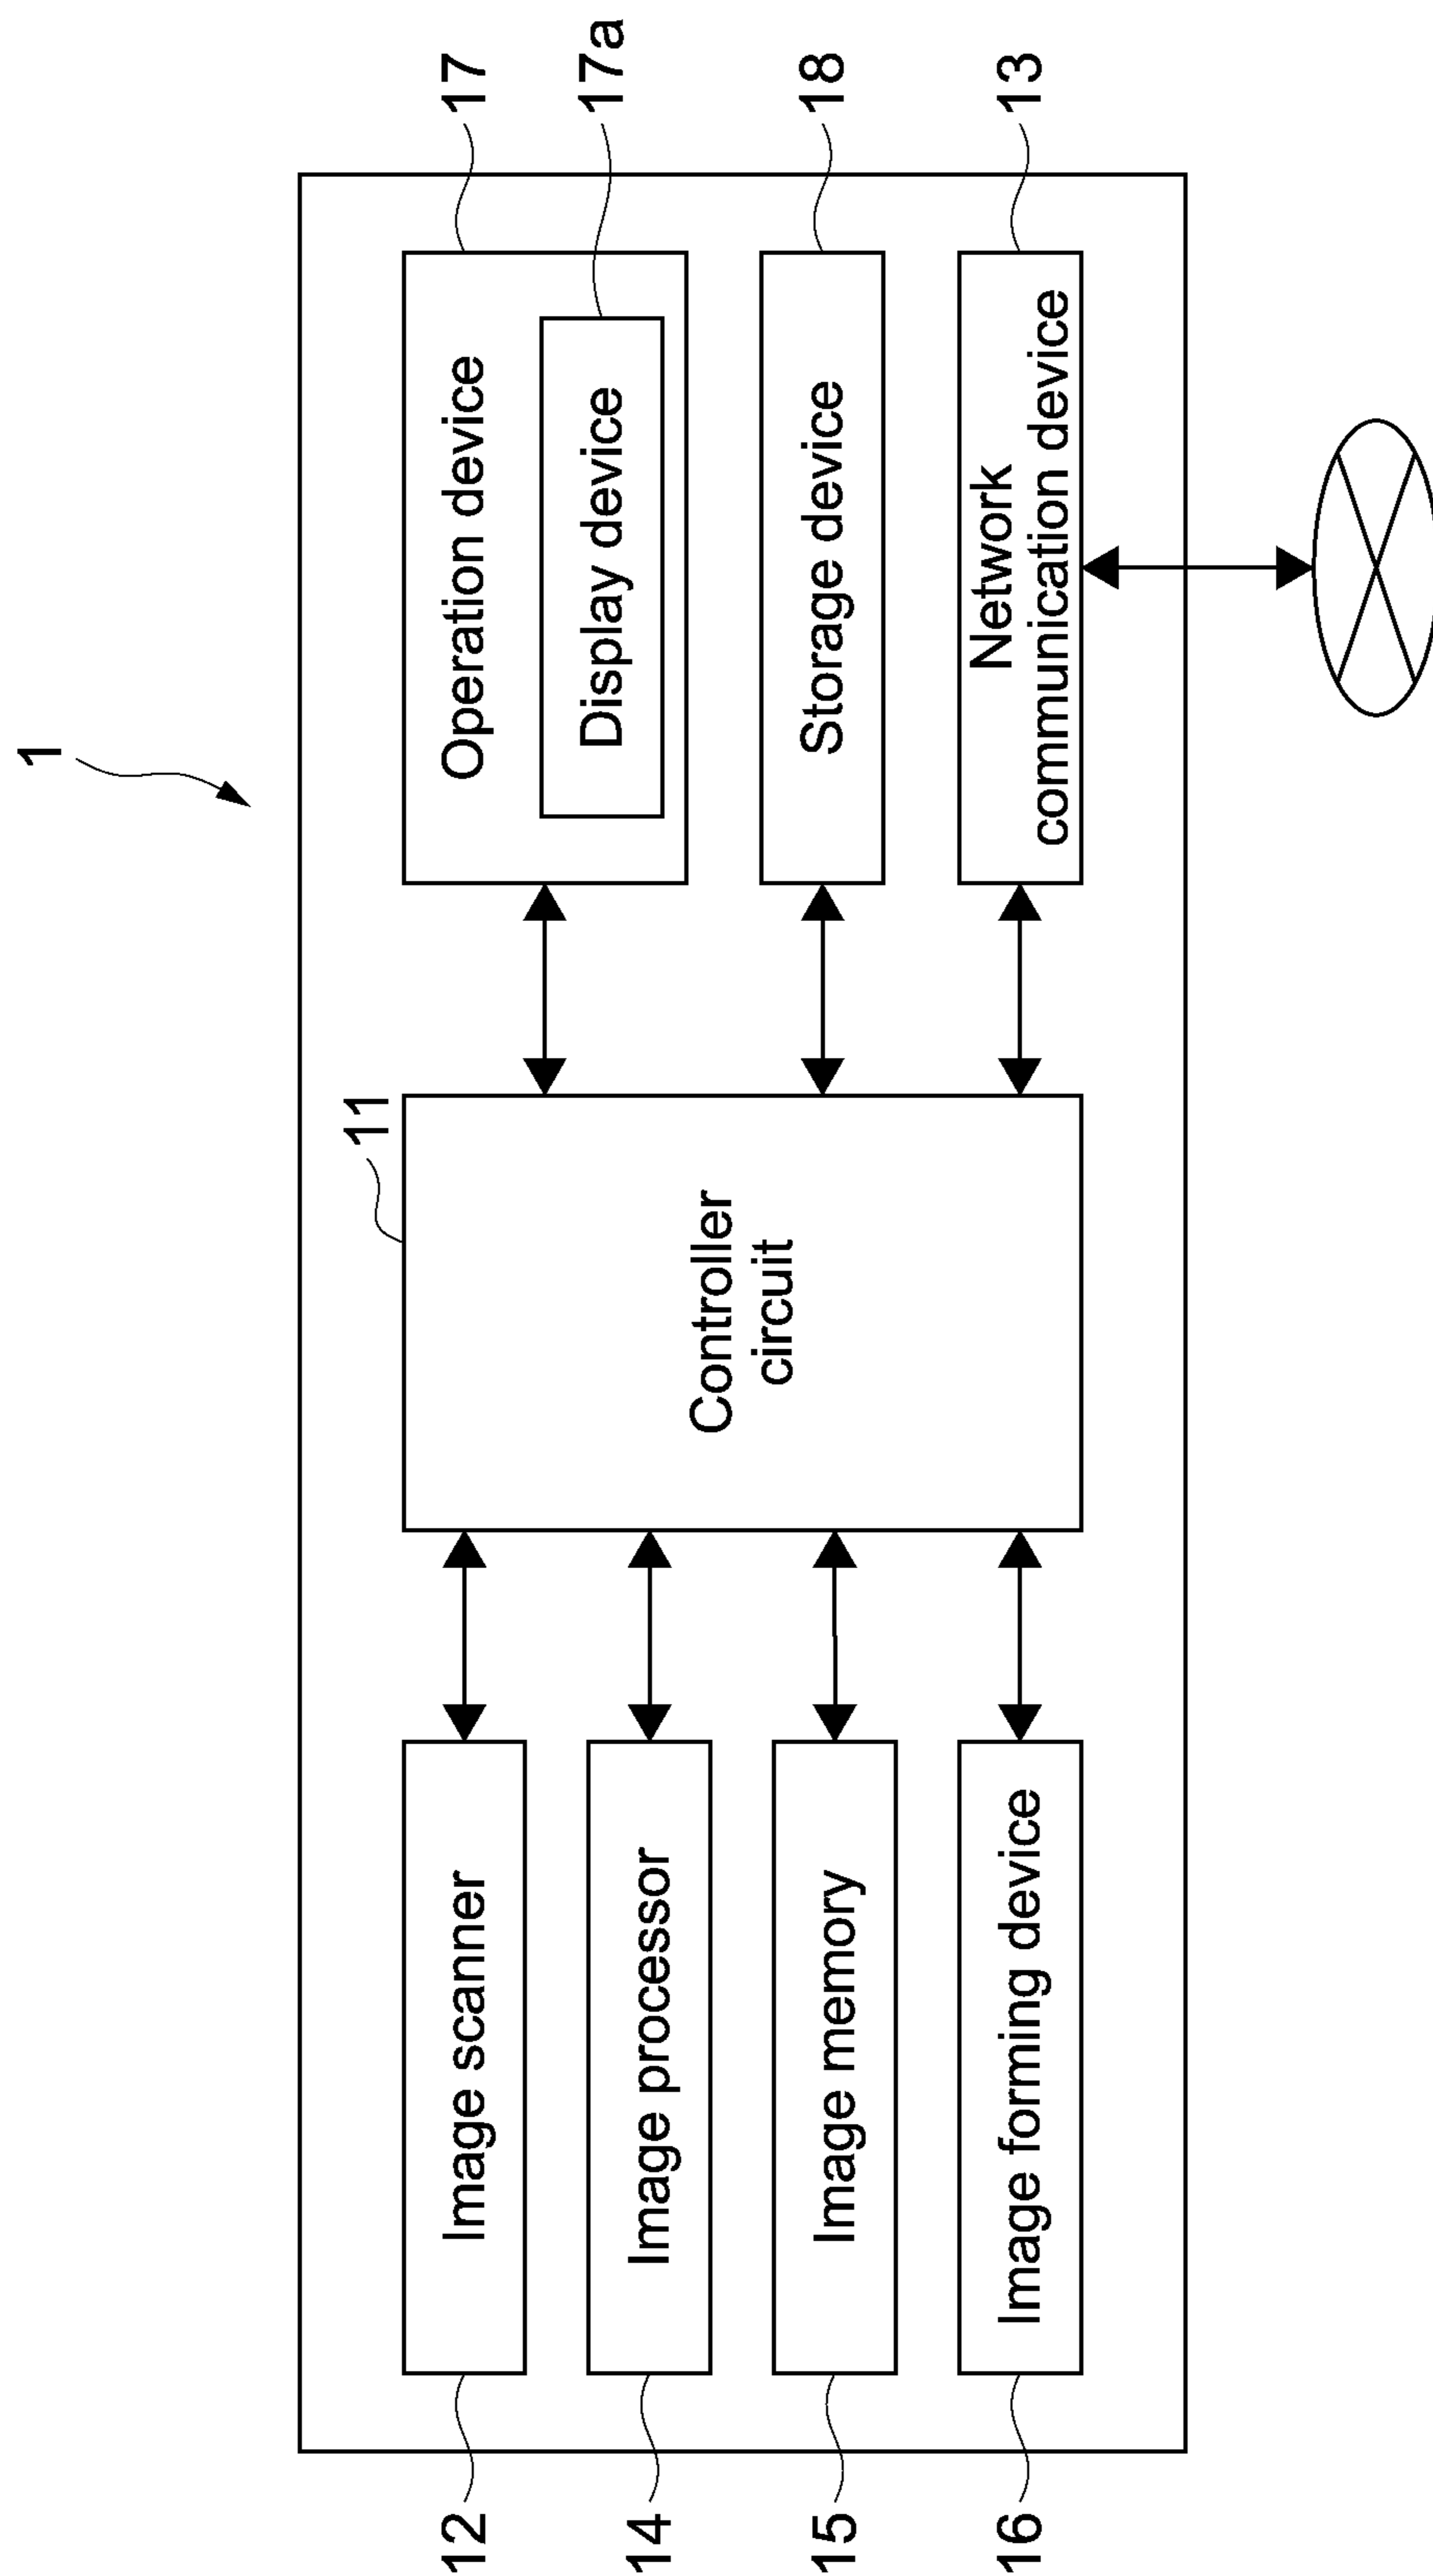 1
11
12
Image scanner
14
Image processor
15
Image memory
16
Image forming device
Controller
circuit
Operation device
17
Display device
17a
Storage device
18
Network
communication device
13